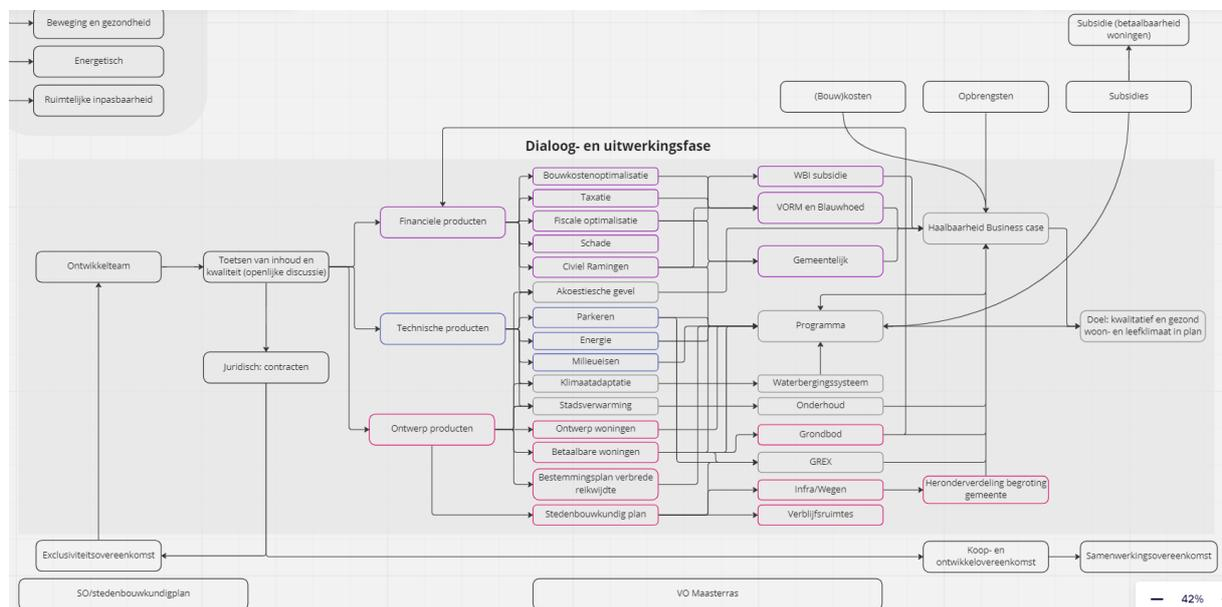 Beweging en gezondheid
Energetisch
Ruimtelijke inpasbaarheid
Subsidie (betaalbaarheid
woningen)
(Bouw)kosten
Opbrengsten
Subsidies
Dialoog- en uitwerkingsfase
Ontwikkelteam
Toetsen van inhoud en
kwaliteit (openlijke discussie)
Juridisch: contracten
Financiele producten
Technische producten
Ontwerp producten
Bouwkostenoptimalisatie
Taxatie
Fiscale optimalisatie
Schade
Civiel Ramingen
Akoestiesche gevel
Parkeren
Energie
Milieueisen
Klimaatadaptatie
Stadsverwarming
Ontwerp woningen
Betaalbare woningen
Bestemmingsplan verbrede
reikwijdte
Stedenbouwkundig plan
WBI subsidie
VORM en Blauwhoed
Gemeentelijk
Programma
Waterbergingssysteem
Onderhoud
Grondbod
GREX
Infra/Wegen
Verblijfsruimtes
Haalbaarheid Business case
Heronderverdeling begroting
gemeente
Doel: kwalitatief en gezond
woon- en leefklimaat in plan
Exclusiviteitsovereenkomst
Koop- en
ontwikkelovereenkomst
Samenwerkingsovereenkomst
SO/stedenbouwkundigplan
VO Maasterras
42%